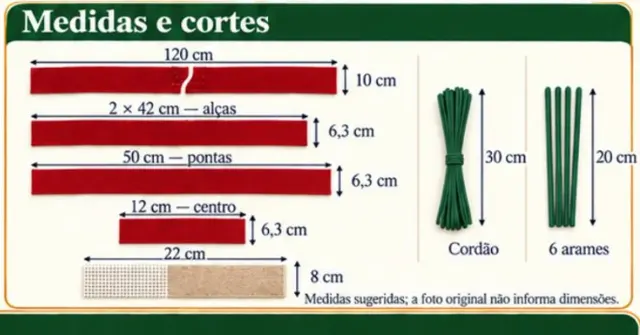 Medidas e cortes
120 cm
10 cm
2 × 42 cm — alças
6,3 cm
50 cm — pontas
6,3 cm
12 cm — centro
6,3 cm
22 cm
8 cm
30 cm
20 cm
Cordão
6 arames
Medidas sugeridas; a foto original não informa dimensões.